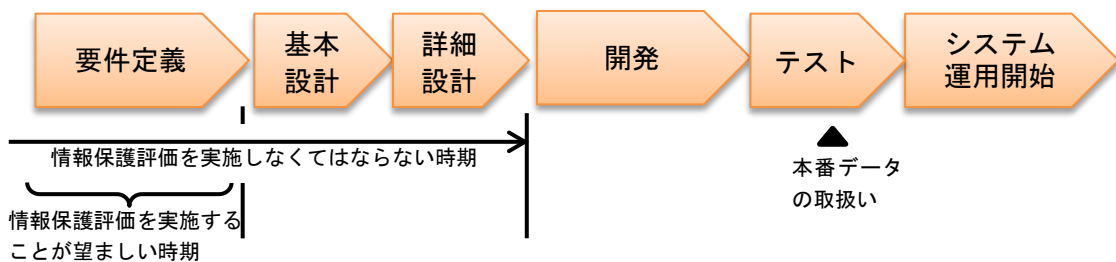 要件定義
基本
設計
詳細
設計
開発
テスト
システム
運用開始
情報保護評価を実施しなくてはならない時期
本番データ
の取扱い
情報保護評価を実施する
ことが望ましい時期